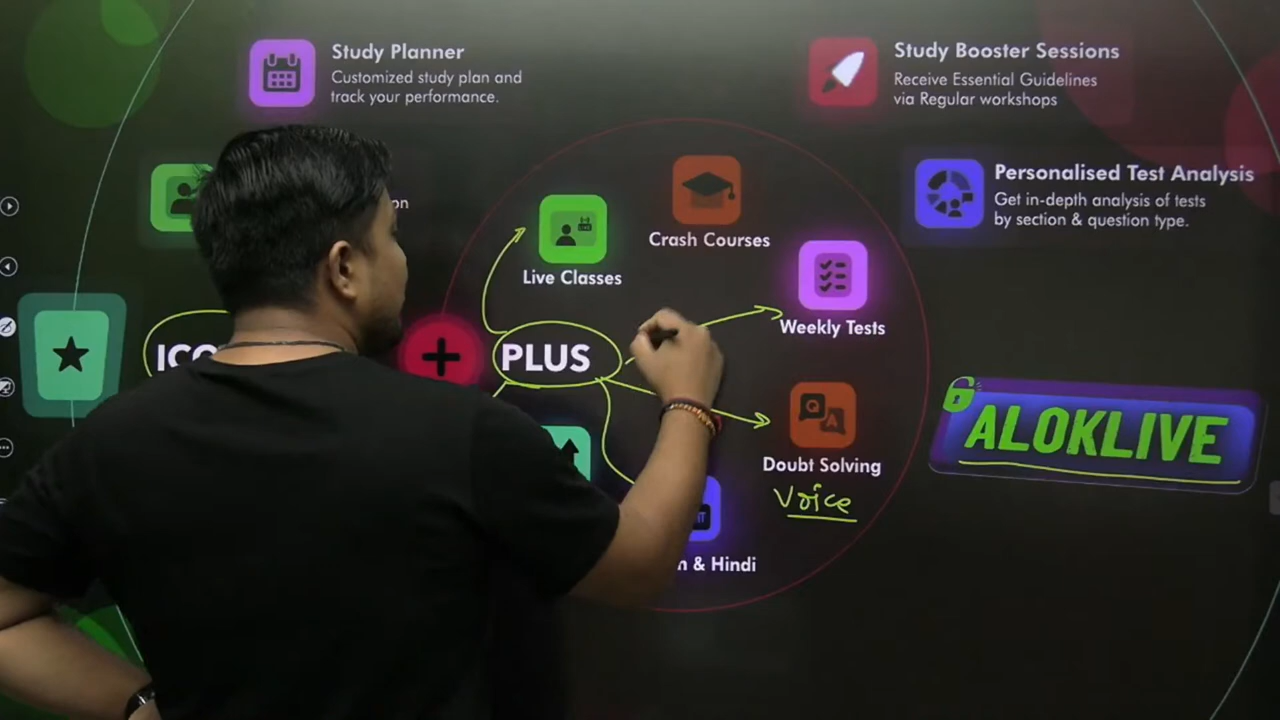 Study Planner
Customized study plan and
track your performance.
Study Booster Sessions
Receive Essential Guidelines
via Regular workshops
Personalised Test Analysis
Get in-depth analysis of tests
by section & question type.
Crash Courses
Live Classes
Weekly Tests
PLUS
Q
A
Doubt Solving
Voice
& Hindi
ALOKLIVE